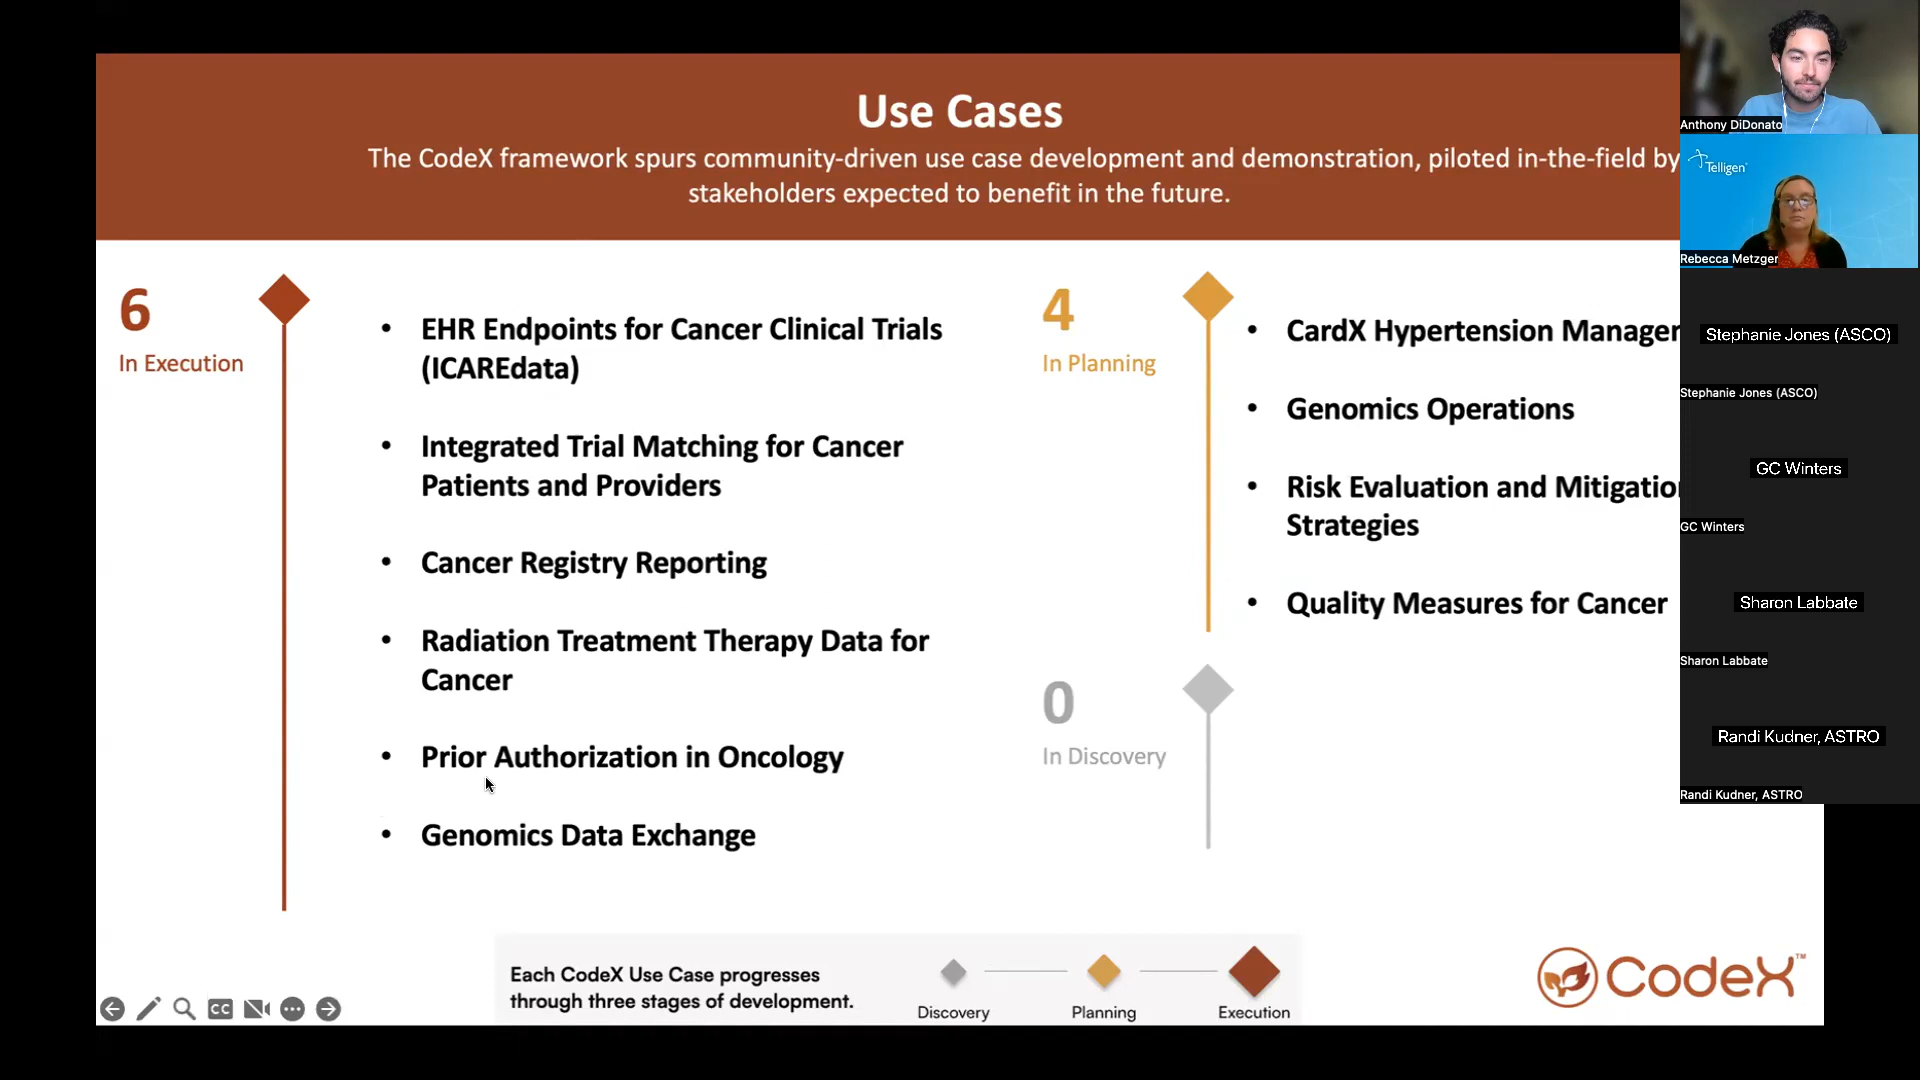 Use Cases
The CodeX framework spurs community-driven use case development and demonstration, piloted in-the-field by
stakeholders expected to benefit in the future.
6
In Execution
• EHR Endpoints for Cancer Clinical Trials
(ICAREdata)
• Integrated Trial Matching for Cancer
Patients and Providers
• Cancer Registry Reporting
• Radiation Treatment Therapy Data for
Cancer
• Prior Authorization in Oncology
• Genomics Data Exchange
4
In Planning
• CardX Hypertension
• Genomics Operations
• Risk Evaluation and
Strategies
• Quality Measures for Cancer
0
In Discovery
Each CodeX Use Case progresses
through three stages of development.
Discovery
Planning
Execution
CodeX™
CC
Anthony DiDonato
Telligen
Rebecca Metzger
Stephanie Jones (ASCO)
Stephanie Jones (ASCO)
GC Winters
GC Winters
Sharon Labbate
Sharon Labbate
Randi Kudner, ASTRO
Randi Kudner, ASTRO